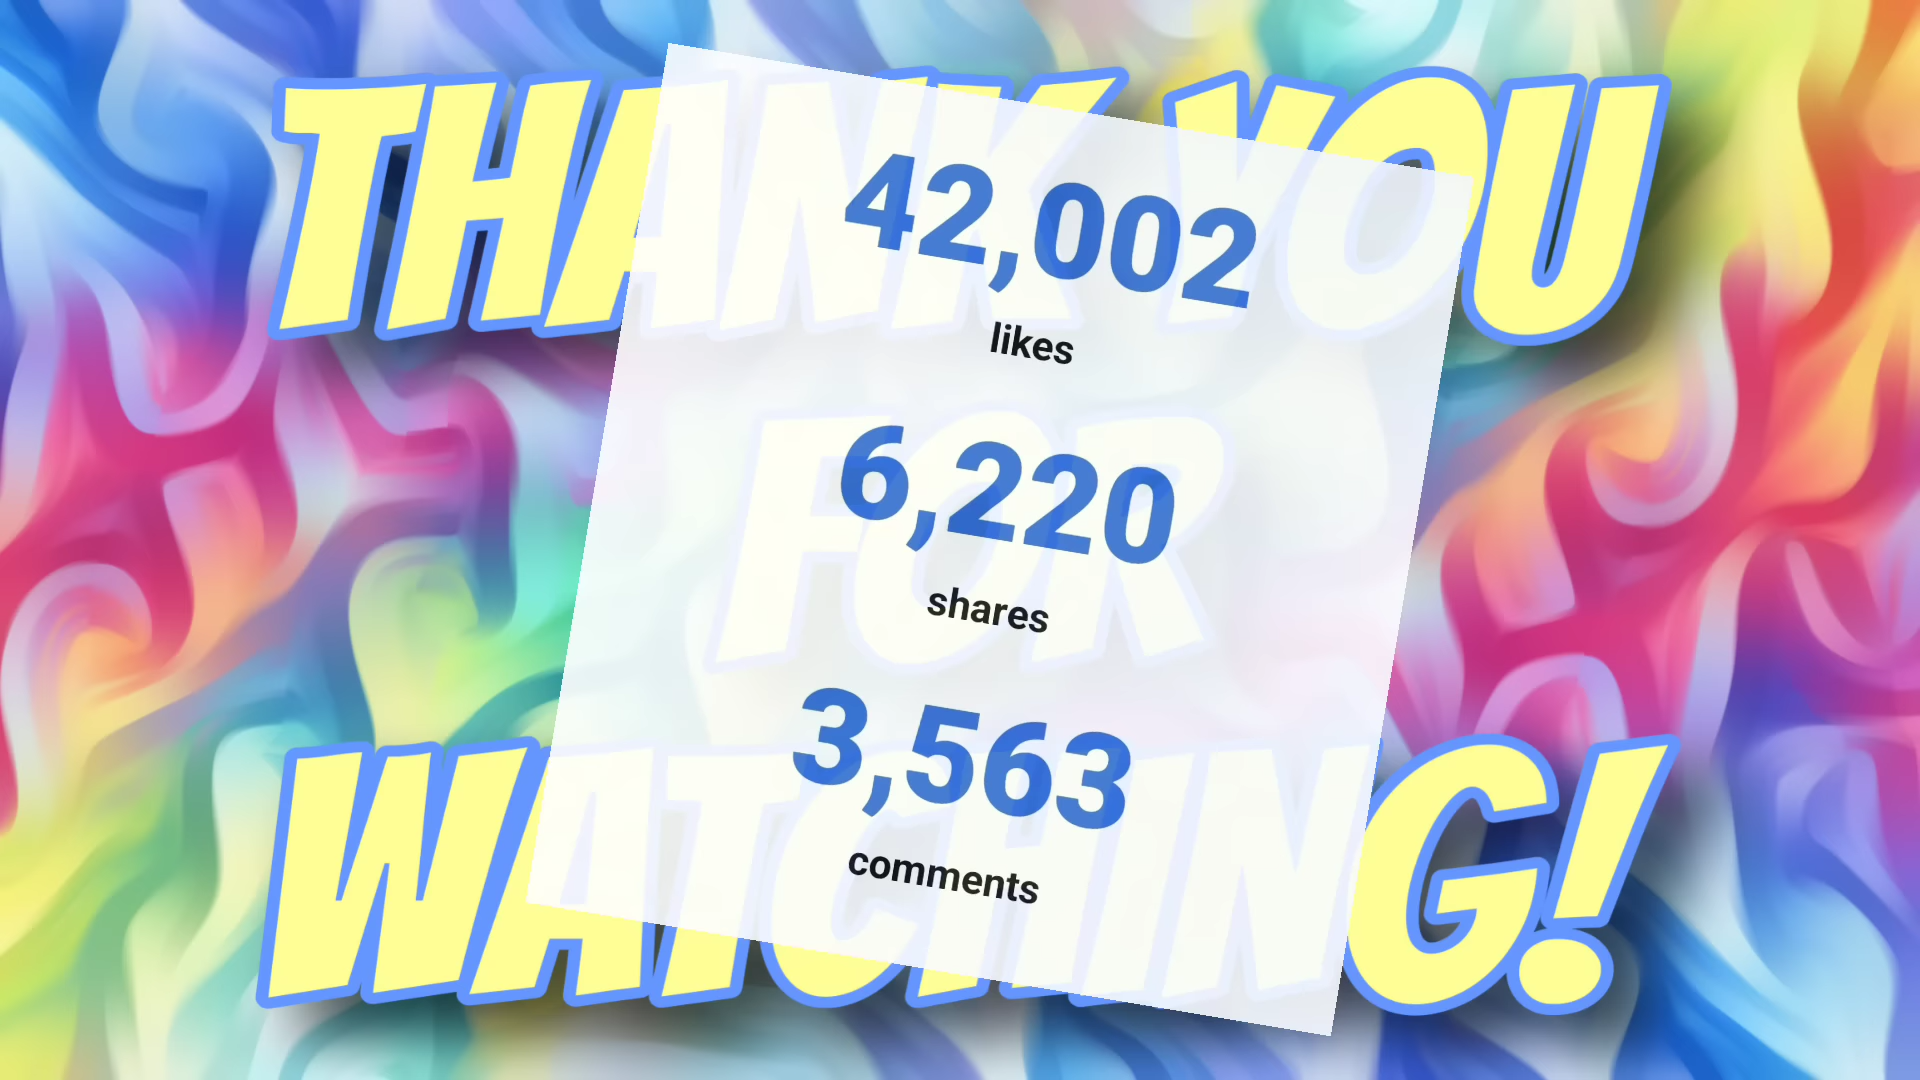 THANK YOU
42,002
likes
FOR
6,220
shares
WATCHING!
3,563
comments